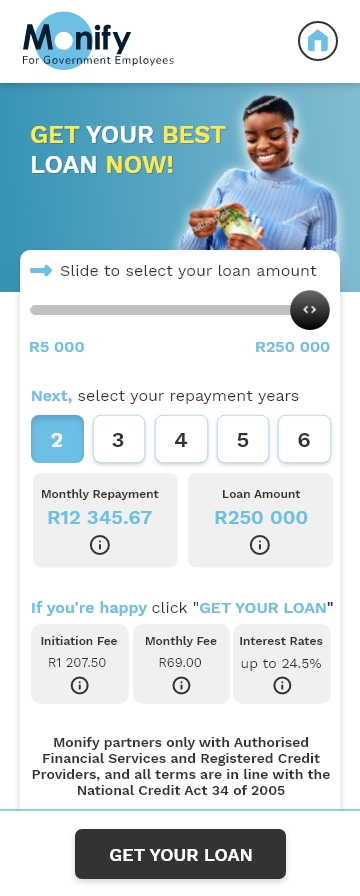 Monify
For Government Employees
GET YOUR BEST
LOAN NOW!
Slide to select your loan amount
R5 000
R250 000
Next, select your repayment years
2 3 4 5 6
Monthly Repayment
R12 345.67
Loan Amount
R250 000
If you're happy click "GET YOUR LOAN"
Initiation Fee
R1 207.50
Monthly Fee
R69.00
Interest Rates
up to 24.5%
Monify partners only with Authorised
Financial Services and Registered Credit
Providers, and all terms are in line with the
National Credit Act 34 of 2005
GET YOUR LOAN